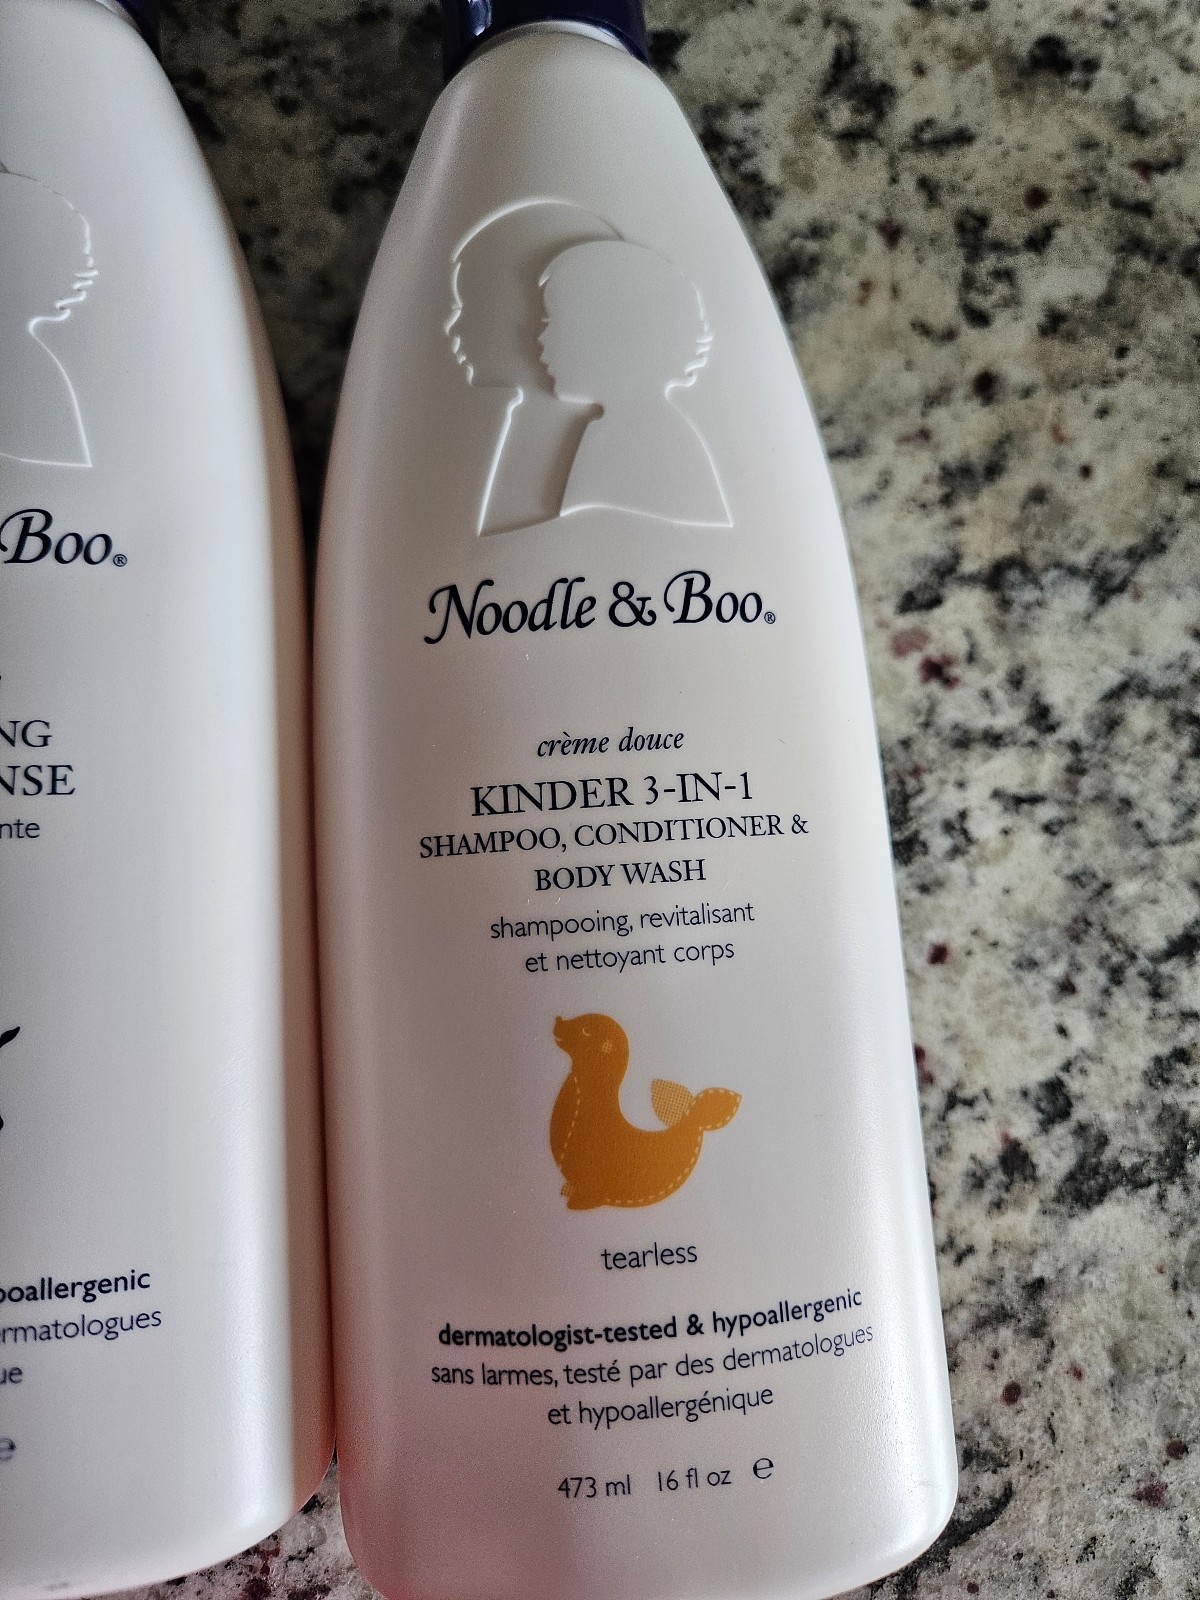 Boo®
NG
NSE
nte
poallergenic
ermatologues
ue
e
Noodle & Boo®
crème douce
KINDER 3-IN-1
SHAMPOO, CONDITIONER &
BODY WASH
shampooing, revitalisant
et nettoyant corps
tearless
dermatologist-tested & hypoallergenic
sans larmes, testé par des dermatologues
et hypoallergénique
473 ml 16 fl oz ℮